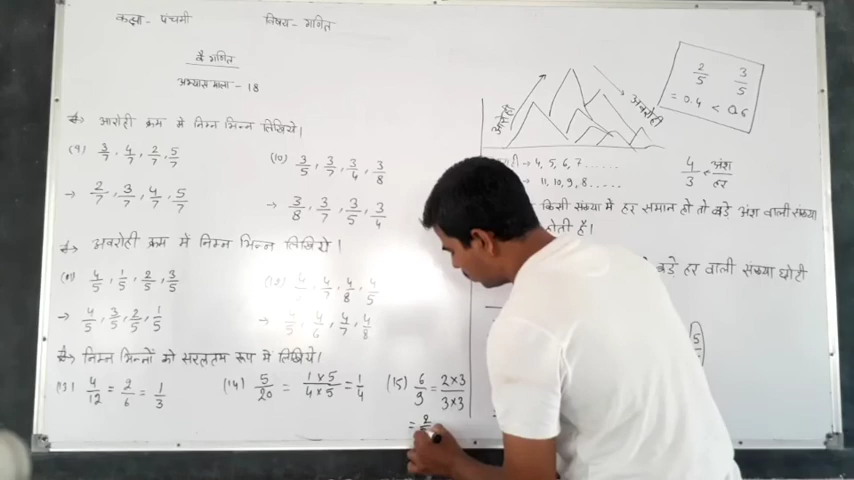 कक्षा - पंचमी विषय - गणित
वै गणित
अभ्यास माला - 18
आरोही क्रम में निम्न भिन्न लिखिये।
(9) 3/7, 4/7, 2/7, 5/7
→ 2/7, 3/7, 4/7, 5/7
(10) 3/5, 3/7, 3/4, 3/8
→ 3/8, 3/7, 3/5, 3/4
अवरोही क्रम में निम्न भिन्न लिखिये।
(11) 4/5, 1/5, 2/5, 3/5
→ 4/5, 3/5, 2/5, 1/5
(12) 4/7, 4/8, 4/5
→ 4/5, 4/6, 4/7, 4/8
निम्न भिन्नों को सरलतम रूप में लिखिये।
(13) 4/12 = 2/6 = 1/3
(14) 5/20 = 1×5/4×5 = 1/4
(15) 6/9 = 2×3/3×3
= 2
आरोही
अवरोही
2/5 3/5
= 0.4 < 0.6
→ 4, 5, 6, 7 ......
→ 11, 10, 9, 8 ......
4/3 = अंश/हर
किसी संख्या में हर समान हो तो बड़े अंश वाली संख्या
होती है।
बड़े हर वाली संख्या छोटी
5